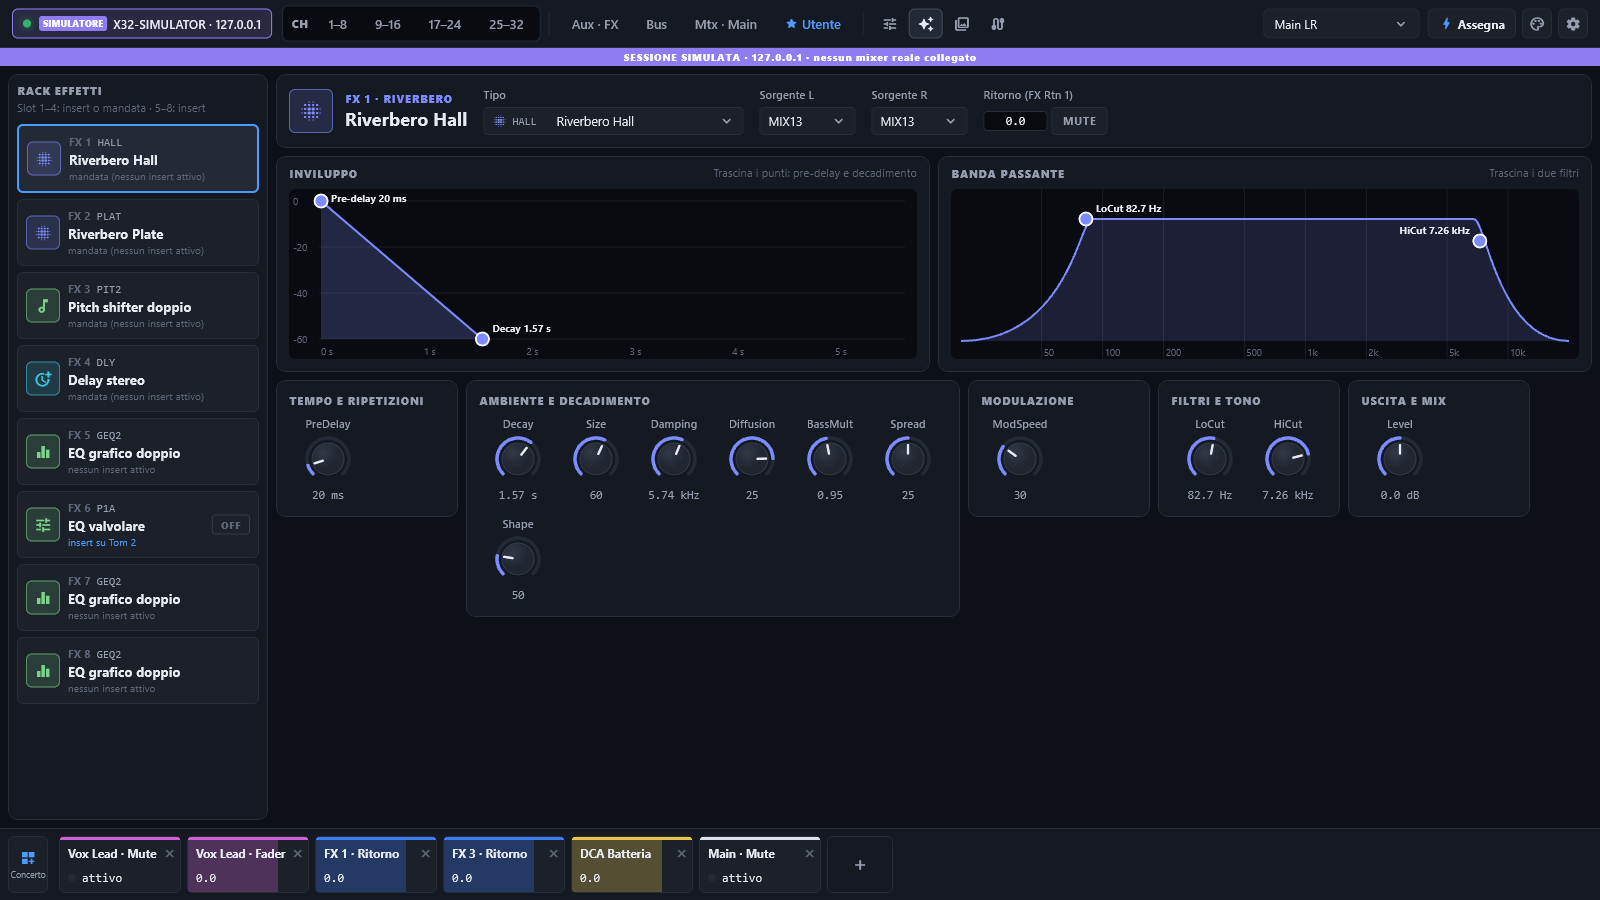 SIMULATORE X32-SIMULATOR · 127.0.0.1
CH 1–8 9–16 17–24 25–32
Aux · FX Bus Mtx · Main Utente
Main LR
Assegna
SESSIONE SIMULATA · 127.0.0.1 · nessun mixer reale collegato
RACK EFFETTI
Slot 1–4: insert o mandata · 5–8: insert
FX 1 HALL
Riverbero Hall
mandata (nessun insert attivo)
FX 2 PLAT
Riverbero Plate
mandata (nessun insert attivo)
FX 3 PIT2
Pitch shifter doppio
mandata (nessun insert attivo)
FX 4 DLY
Delay stereo
mandata (nessun insert attivo)
FX 5 GEQ2
EQ grafico doppio
nessun insert attivo
FX 6 P1A
EQ valvolare
insert su Tom 2
OFF
FX 7 GEQ2
EQ grafico doppio
nessun insert attivo
FX 8 GEQ2
EQ grafico doppio
nessun insert attivo
FX 1 · RIVERBERO
Riverbero Hall
Tipo
HALL Riverbero Hall
Sorgente L
MIX13
Sorgente R
MIX13
Ritorno (FX Rtn 1)
0.0 MUTE
INVILUPPO
Trascina i punti: pre-delay e decadimento
Pre-delay 20 ms
Decay 1.57 s
0
-20
-40
-60
0 s 1 s 2 s 3 s 4 s 5 s
BANDA PASSANTE
Trascina i due filtri
LoCut 82.7 Hz
HiCut 7.26 kHz
50 100 200 500 1k 2k 5k 10k
TEMPO E RIPETIZIONI
PreDelay
20 ms
AMBIENTE E DECADIMENTO
Decay Size Damping Diffusion BassMult Spread
1.57 s 60 5.74 kHz 25 0.95 25
Shape
50
MODULAZIONE
ModSpeed
30
FILTRI E TONO
LoCut HiCut
82.7 Hz 7.26 kHz
USCITA E MIX
Level
0.0 dB
Concerto
Vox Lead · Mute ×
attivo
Vox Lead · Fader ×
0.0
FX 1 · Ritorno ×
0.0
FX 3 · Ritorno ×
0.0
DCA Batteria ×
0.0
Main · Mute ×
attivo
+